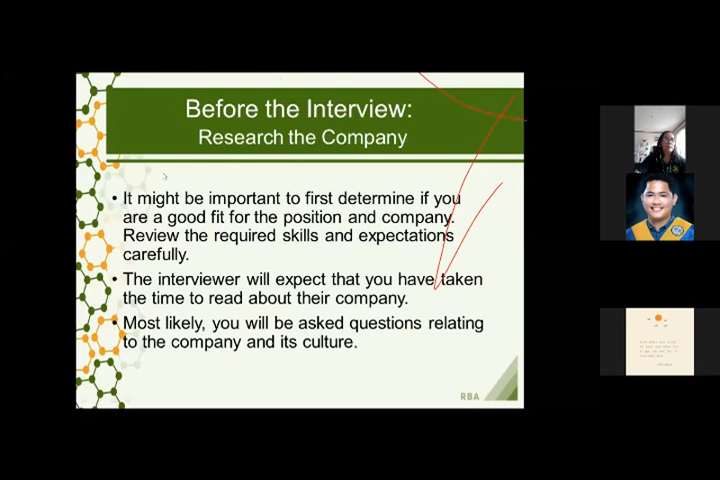 Before the Interview:
Research the Company
• It might be important to first determine if you
are a good fit for the position and company.
Review the required skills and expectations
carefully.
• The interviewer will expect that you have taken
the time to read about their company.
• Most likely, you will be asked questions relating
to the company and its culture.
RBA